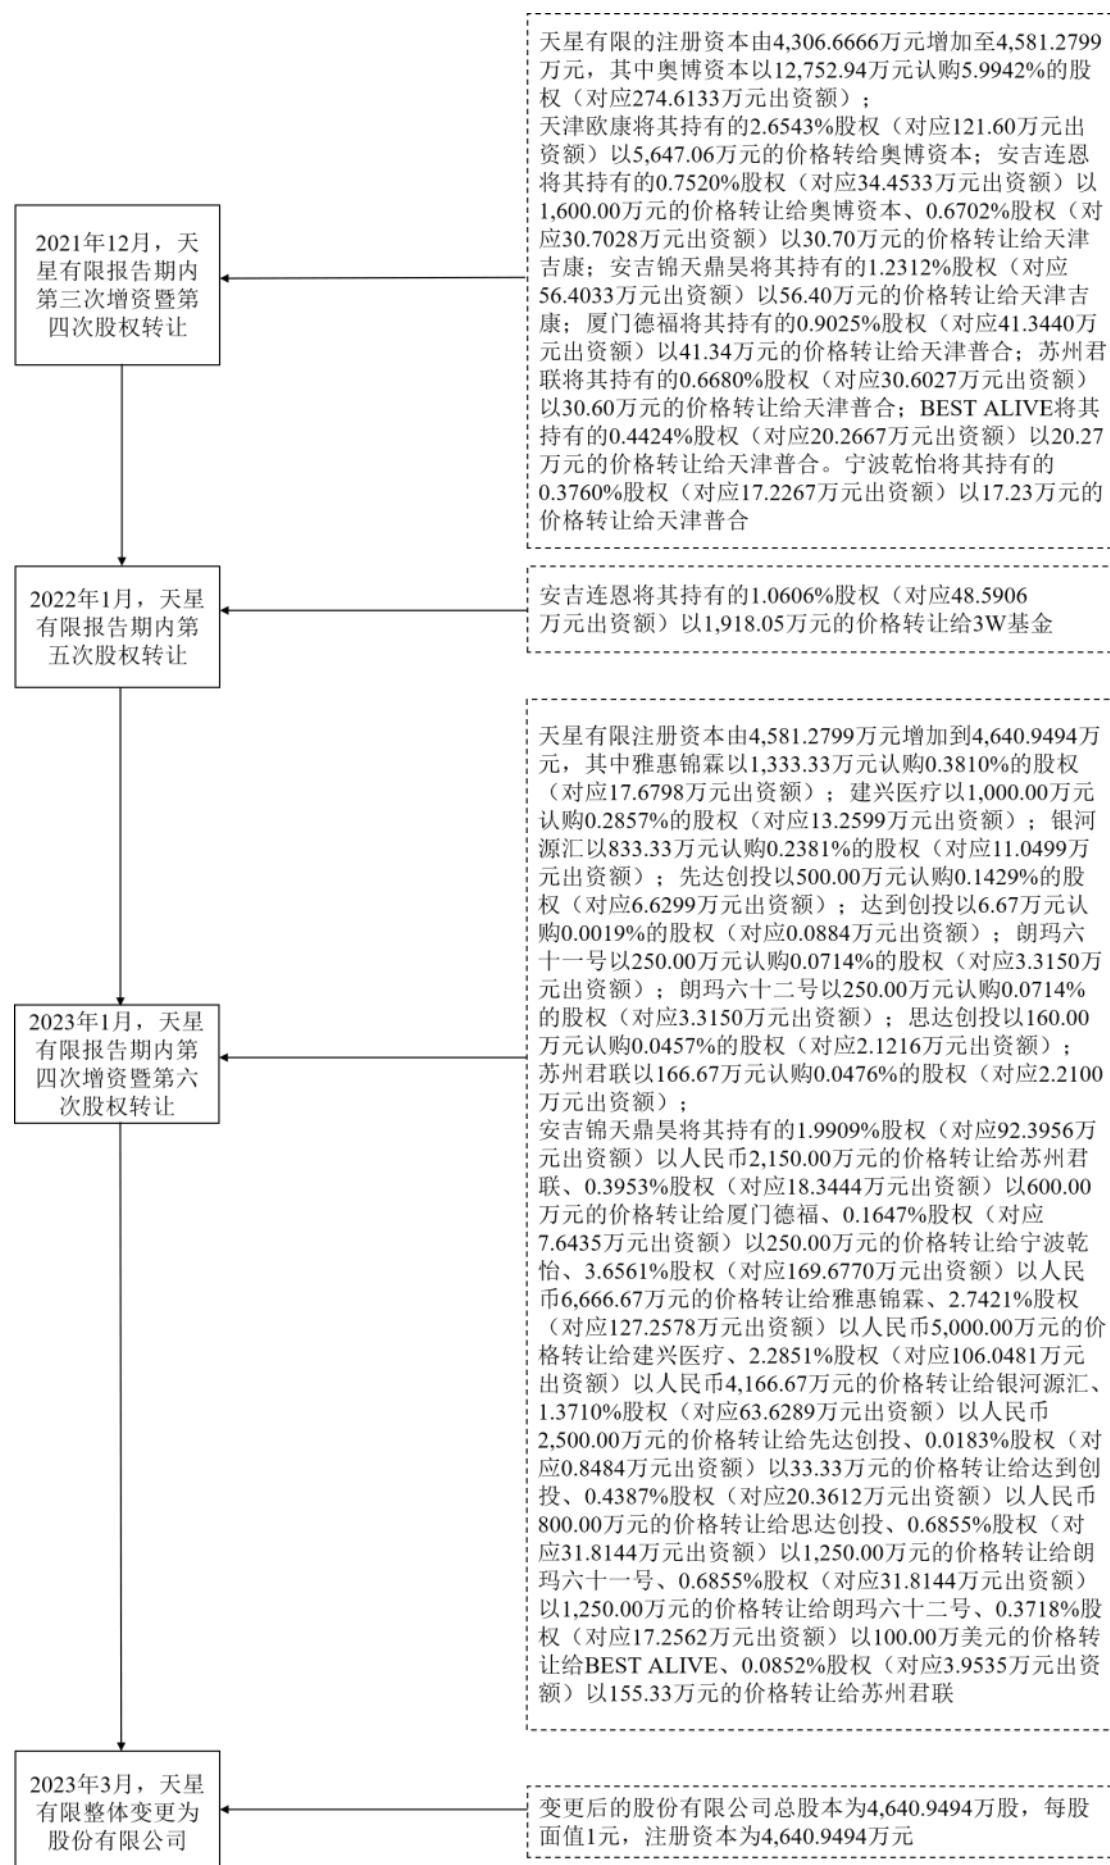 天星有限的注册资本由4,306.6666万元增加至4,581.2799
万元，其中奥博资本以12,752.94万元认购5.9942%的股
权（对应274.6133万元出资额）；
天津欧康将其持有的2.6543%股权（对应121.60万元出
资额）以5,647.06万元的价格转给奥博资本；安吉连恩
将其持有的0.7520%股权（对应34.4533万元出资额）以
1,600.00万元的价格转让给奥博资本、0.6702%股权（对
应30.7028万元出资额）以30.70万元的价格转让给天津
吉康；安吉锦天鼎昊将其持有的1.2312%股权（对应
56.4033万元出资额）以56.40万元的价格转让给天津吉
康；厦门德福将其持有的0.9025%股权（对应41.3440万
元出资额）以41.34万元的价格转让给天津普合；苏州君
联将其持有的0.6680%股权（对应30.6027万元出资额）
以30.60万元的价格转让给天津普合；BEST ALIVE将其
持有的0.4424%股权（对应20.2667万元出资额）以20.27
万元的价格转让给天津普合。宁波乾怡将其持有的
0.3760%股权（对应17.2267万元出资额）以17.23万元的
价格转让给天津普合
2021年12月，天
星有限报告期内
第三次增资暨第
四次股权转让
2022年1月，天星
有限报告期内第
五次股权转让
安吉连恩将其持有的1.0606%股权（对应48.5906
万元出资额）以1,918.05万元的价格转让给3W基金
天星有限注册资本由4,581.2799万元增加到4,640.9494万
元，其中雅惠锦霖以1,333.33万元认购0.3810%的股权
（对应17.6798万元出资额）；建兴医疗以1,000.00万元
认购0.2857%的股权（对应13.2599万元出资额）；银河
源汇以833.33万元认购0.2381%的股权（对应11.0499万
元出资额）；先达创投以500.00万元认购0.1429%的股
权（对应6.6299万元出资额）；达到创投以6.67万元认
购0.0019%的股权（对应0.0884万元出资额）；朗玛六
十一号以250.00万元认购0.0714%的股权（对应3.3150万
元出资额）；朗玛六十二号以250.00万元认购0.0714%
的股权（对应3.3150万元出资额）；思达创投以160.00
万元认购0.0457%的股权（对应2.1216万元出资额）；
苏州君联以166.67万元认购0.0476%的股权（对应2.2100
万元出资额）；
安吉锦天鼎昊将其持有的1.9909%股权（对应92.3956万
元出资额）以人民币2,150.00万元的价格转让给苏州君
联、0.3953%股权（对应18.3444万元出资额）以600.00
万元的价格转让给厦门德福、0.1647%股权（对应
7.6435万元出资额）以250.00万元的价格转让给宁波乾
怡、3.6561%股权（对应169.6770万元出资额）以人民
币6,666.67万元的价格转让给雅惠锦霖、2.7421%股权
（对应127.2578万元出资额）以人民币5,000.00万元的价
格转让给建兴医疗、2.2851%股权（对应106.0481万元
出资额）以人民币4,166.67万元的价格转让给银河源汇、
1.3710%股权（对应63.6289万元出资额）以人民币
2,500.00万元的价格转让给先达创投、0.0183%股权（对
应0.8484万元出资额）以33.33万元的价格转让给达到创
投、0.4387%股权（对应20.3612万元出资额）以人民币
800.00万元的价格转让给思达创投、0.6855%股权（对
应31.8144万元出资额）以1,250.00万元的价格转让给朗
玛六十一号、0.6855%股权（对应31.8144万元出资额）
以1,250.00万元的价格转让给朗玛六十二号、0.3718%股
权（对应17.2562万元出资额）以100.00万美元的价格转
让给BEST ALIVE、0.0852%股权（对应3.9535万元出资
额）以155.33万元的价格转让给苏州君联
2023年1月，天星
有限报告期内第
四次增资暨第六
次股权转让
2023年3月，天星
有限整体变更为
股份有限公司
变更后的股份有限公司总股本为4,640.9494万股，每股
面值1元，注册资本为4,640.9494万元